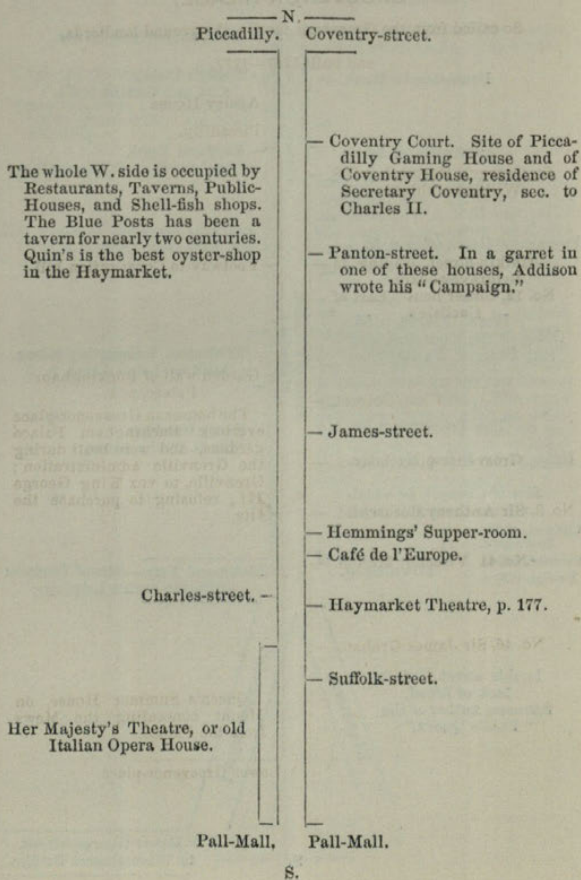 N.
Piccadilly. Coventry-street.
— Coventry Court. Site of Picca-
dilly Gaming House and of
Coventry House, residence of
Secretary Coventry, sec. to
Charles II.
The whole W. side is occupied by
Restaurants, Taverns, Public-
Houses, and Shell-fish shops.
The Blue Posts has been a
tavern for nearly two centuries.
Quin's is the best oyster-shop
in the Haymarket.
— Panton-street. In a garret in
one of these houses, Addison
wrote his "Campaign."
— James-street.
— Hemmings' Supper-room.
— Café de l'Europe.
Charles-street. –
— Haymarket Theatre, p. 177.
— Suffolk-street.
Her Majesty's Theatre, or old
Italian Opera House.
Pall-Mall, Pall-Mall.
S.